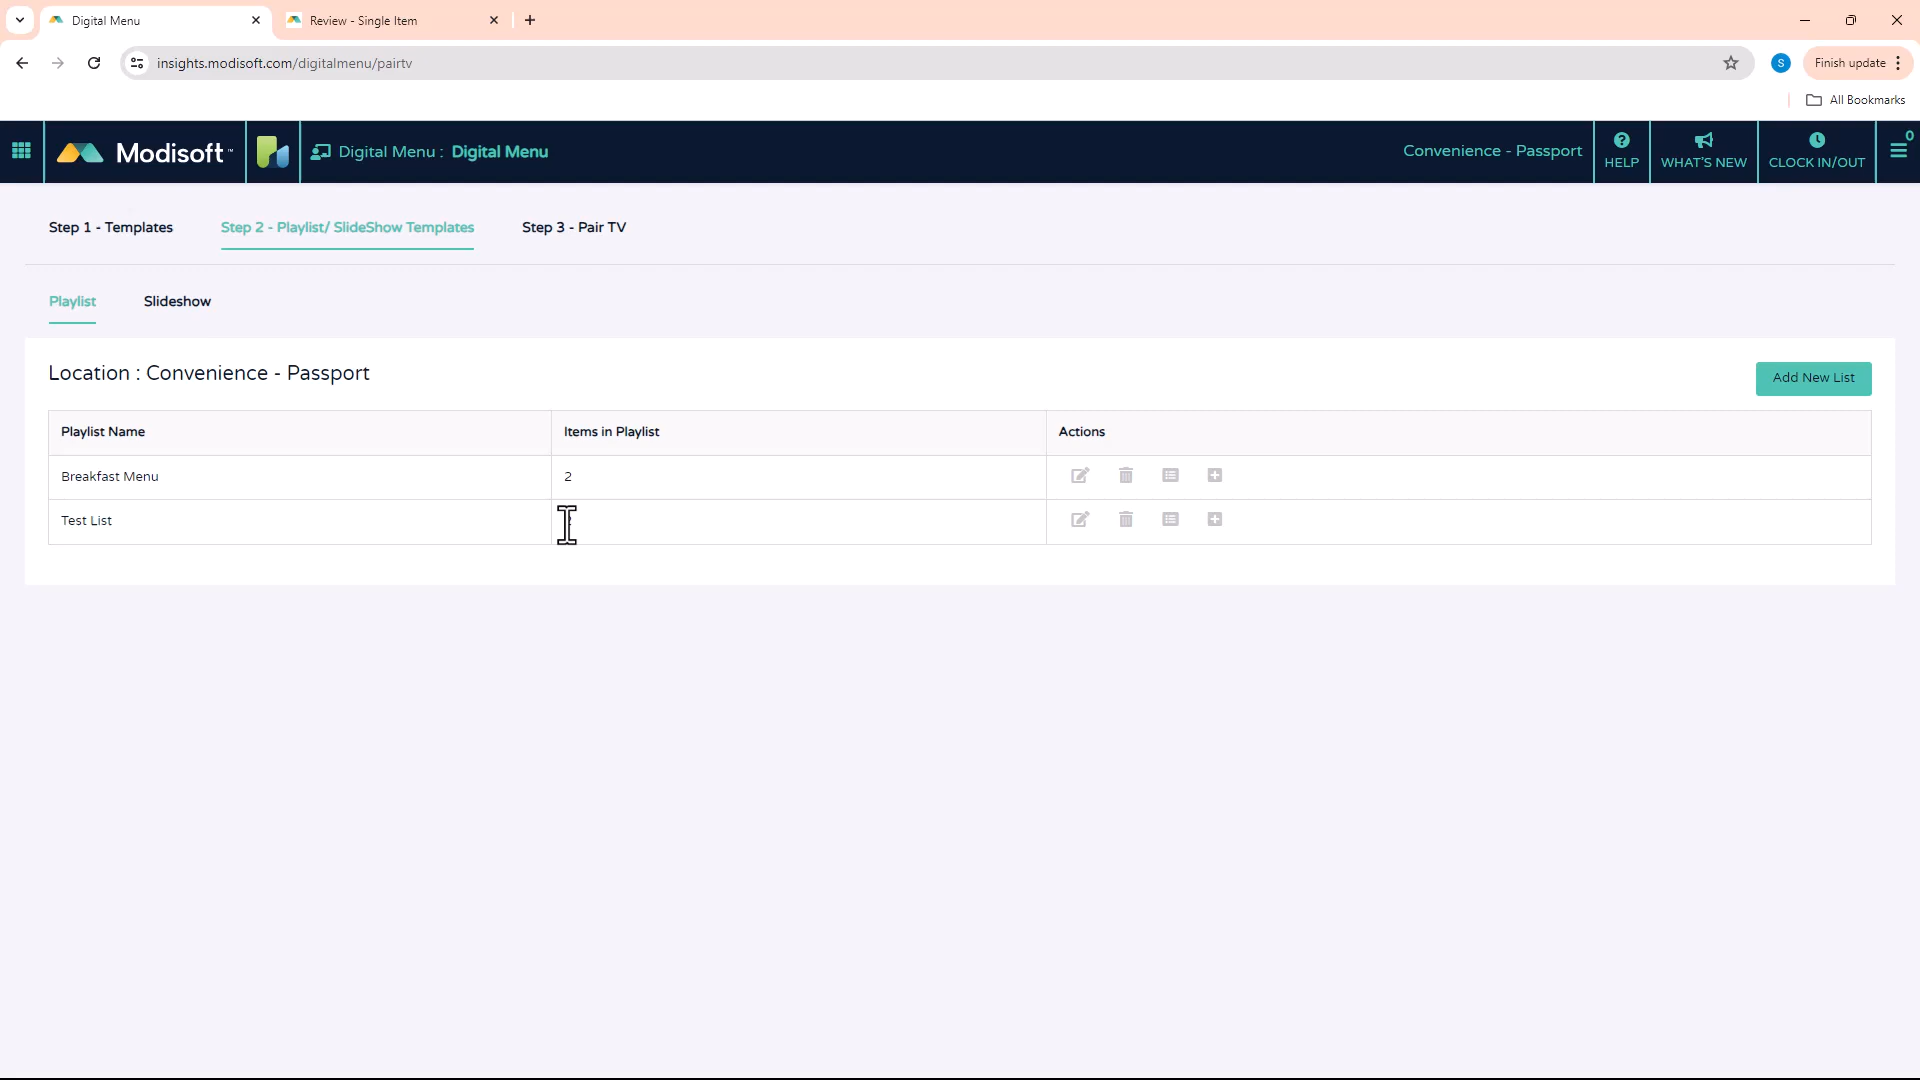 Digital Menu
Review - Single Item
insights.modisoft.com/digitalmenu/pairtv
S
Finish update
All Bookmarks
Modisoft™
Digital Menu : Digital Menu
Convenience - Passport
HELP
WHAT'S NEW
CLOCK IN/OUT
0
Step 1 - Templates
Step 2 - Playlist/ SlideShow Templates
Step 3 - Pair TV
Playlist
Slideshow
Location : Convenience - Passport
Add New List
Playlist Name
Items in Playlist
Actions
Breakfast Menu
2
Test List